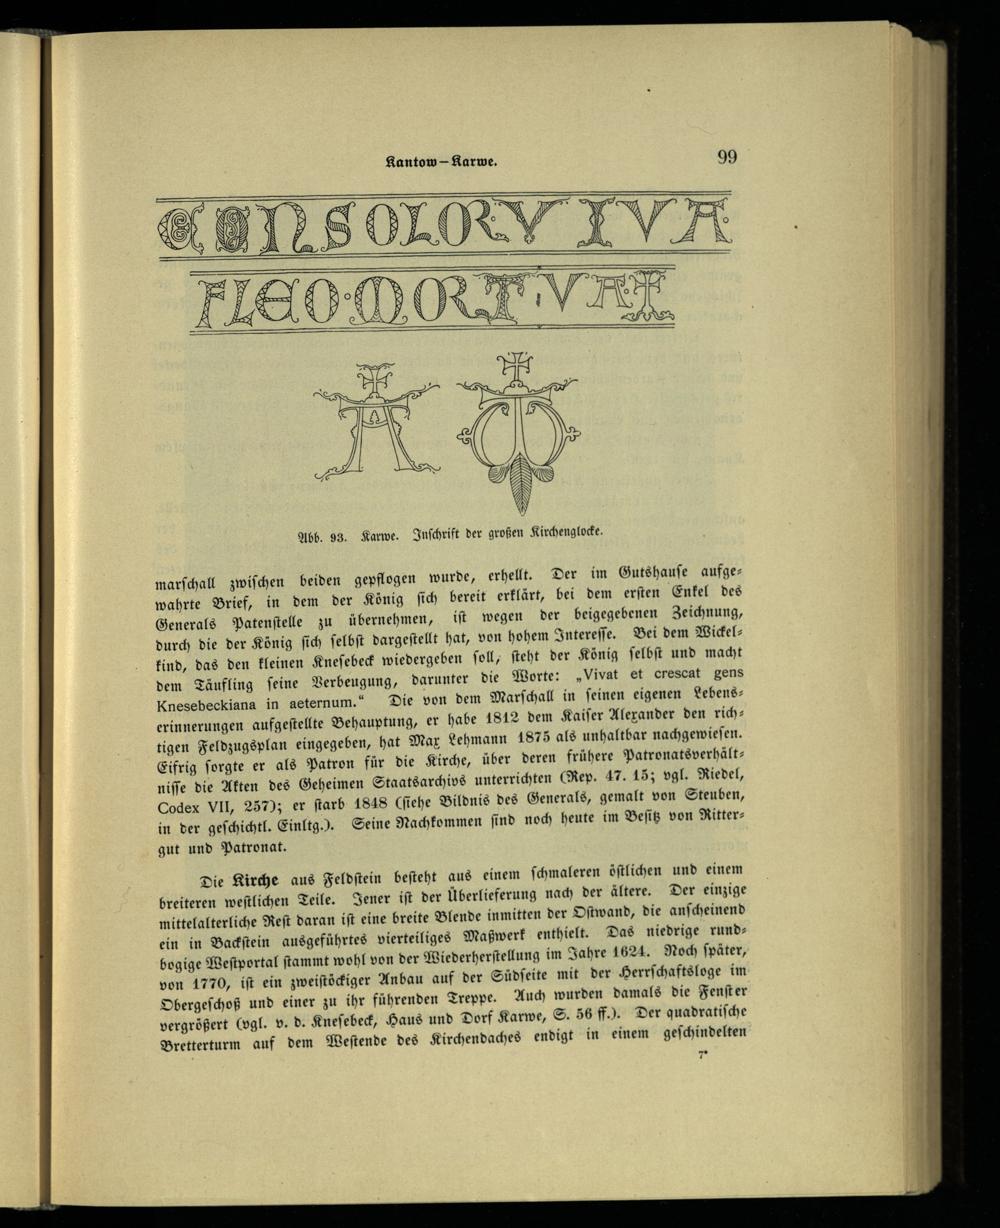 Kantow—Karwe.
99
CONSOLOR·VIVA·
FLEO·MORTVA·
A
Abb. 93. Karwe. Inschrift der großen Kirchenglocke.
marschall zwischen beiden gepflogen wurde, erhellt. Der im Gutshause aufge-
wahrte Brief, in dem der König sich bereit erklärt, bei dem ersten Enkel des
Generals Patenstelle zu übernehmen, ist wegen der beigegebenen Zeichnung,
durch die der König sich selbst dargestellt hat, von hohem Interesse. Bei dem Wickel-
kind, das den kleinen Knesebeck wiedergeben soll, steht der König selbst und macht
dem Täufling seine Verbeugung, darunter die Worte: „Vivat et crescat gens
Knesebeckiana in aeternum.“ Die von dem Marschall in seinen eigenen Lebens-
erinnerungen aufgestellte Behauptung, er habe 1812 dem Kaiser Alexander den rich-
tigen Feldzugsplan eingegeben, hat Max Lehmann 1875 als unhaltbar nachgewiesen.
Eifrig sorgte er als Patron für die Kirche, über deren frühere Patronatsverhält-
nisse die Akten des Geheimen Staatsarchivs unterrichten (Rep. 47. 15; vgl. Riedel,
Codex VII, 257); er starb 1848 (siehe Bildnis des Generals, gemalt von Steuben,
in der geschichtl. Einltg.). Seine Nachkommen sind noch heute im Besitz von Ritter-
gut und Patronat.
Die Kirche aus Feldstein besteht aus einem schmaleren östlichen und einem
breiteren westlichen Teile. Jener ist der Überlieferung nach der ältere. Der einzige
mittelalterliche Rest daran ist eine breite Blende inmitten der Ostwand, die anscheinend
ein in Backstein ausgeführtes vierteiliges Maßwerk enthielt. Das niedrige rund-
bogige Westportal stammt wohl von der Wiederherstellung im Jahre 1624. Noch später,
von 1770, ist ein zweistöckiger Anbau auf der Südseite mit der Herrschaftsloge im
Obergeschoß und einer zu ihr führenden Treppe. Auch wurden damals die Fenster
vergrößert (vgl. v. d. Knesebeck, Haus und Dorf Karwe, S. 56 ff.). Der quadratische
Bretterturm auf dem Westende des Kirchendaches endigt in einem geschindelten
7*